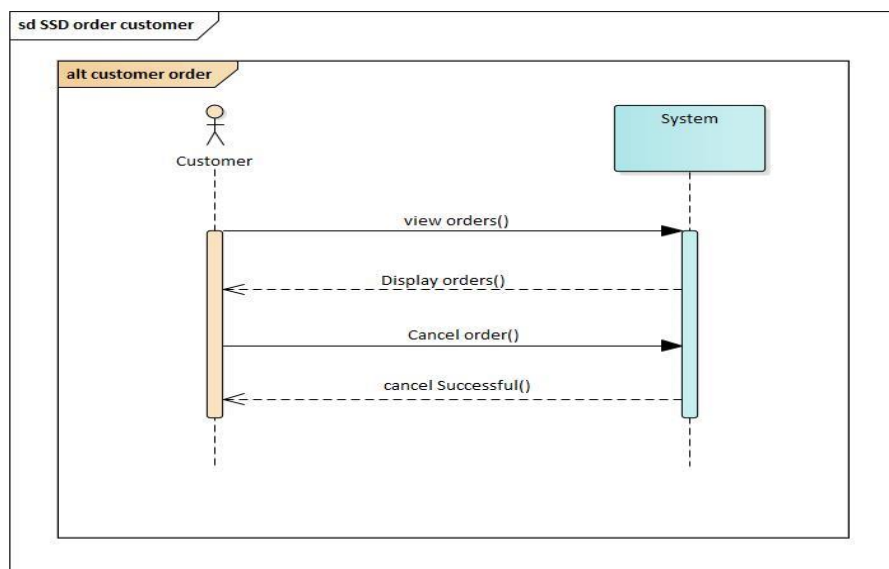 sd SSD order customer
alt customer order
Customer
System
view orders()
Display orders()
Cancel order()
cancel Successful()